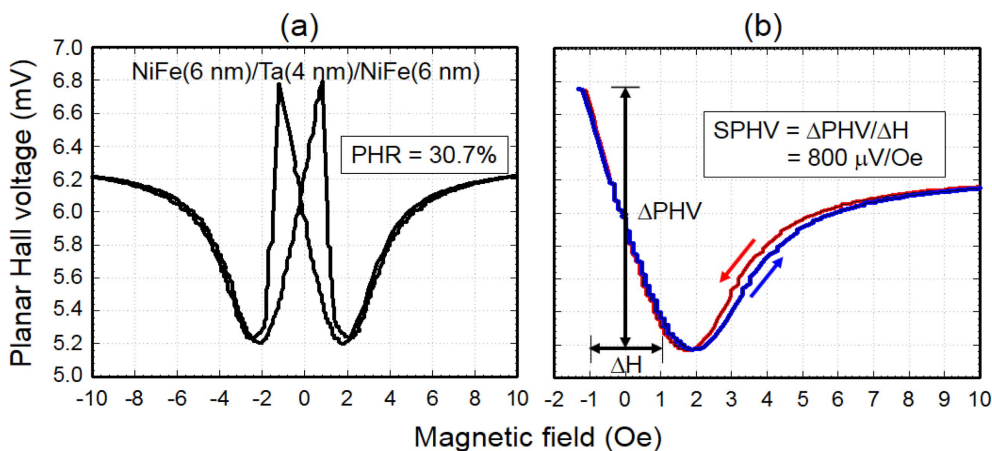 (a)
(b)
Planar Hall voltage (mV)
7.0
6.8
6.6
6.4
6.2
6.0
5.8
5.6
5.4
5.2
5.0
NiFe(6 nm)/Ta(4 nm)/NiFe(6 nm)
PHR = 30.7%
-10 -8 -6 -4 -2 0 2 4 6 8 10
SPHV = ΔPHV/ΔH
= 800 μV/Oe
ΔPHV
ΔH
-2 -1 0 1 2 3 4 5 6 7 8 9 10
Magnetic field (Oe)